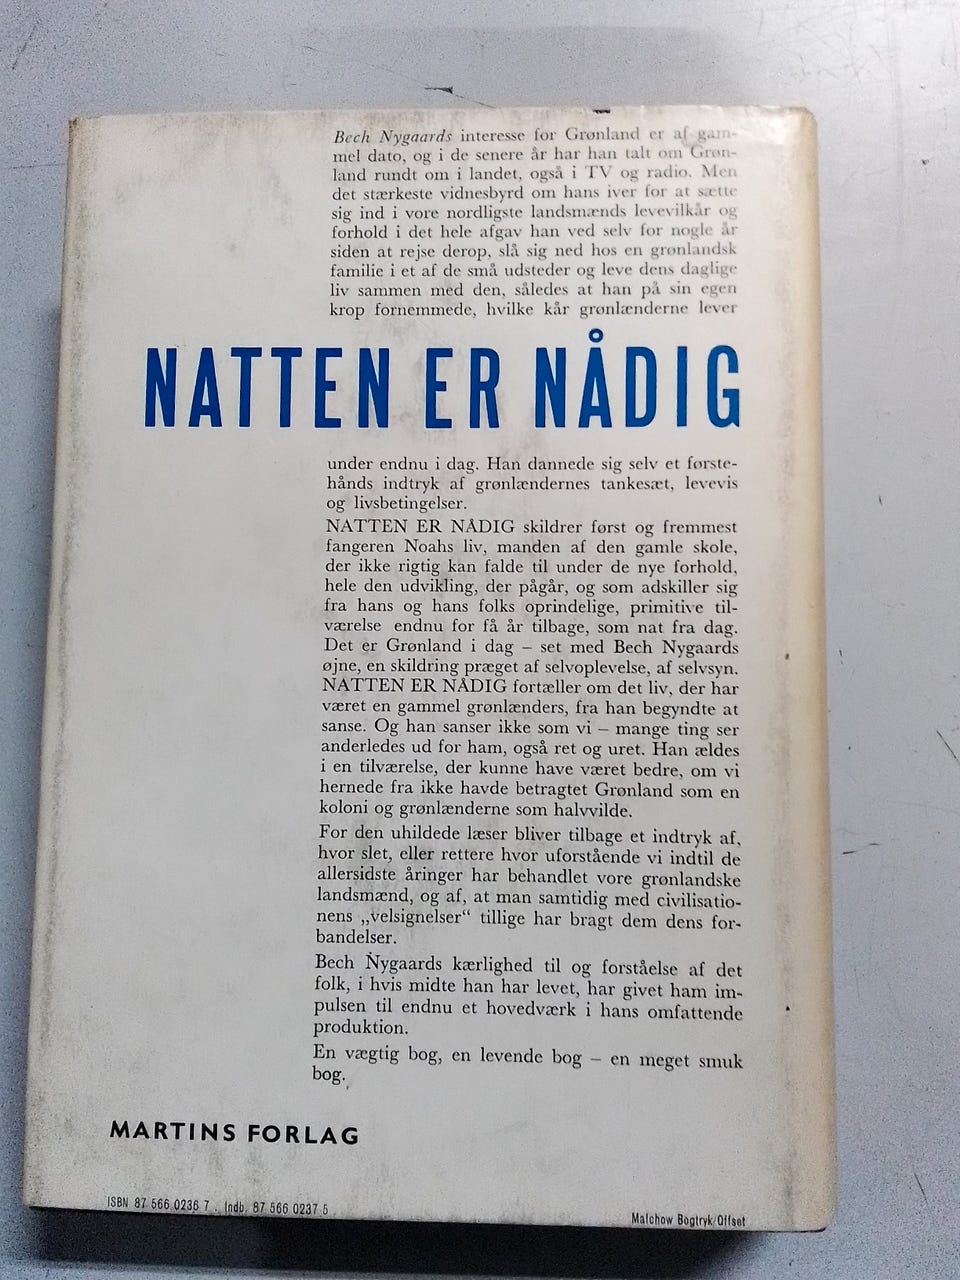 Bech Nygaards interesse for Grønland er af gam-
mel dato, og i de senere år har han talt om Grøn-
land rundt om i landet, også i TV og radio. Men
det stærkeste vidnesbyrd om hans iver for at sætte
sig ind i vore nordligste landsmænds levevilkår og
forhold i det hele afgav han ved selv for nogle år
siden at rejse derop, slå sig ned hos en grønlandsk
familie i et af de små udsteder og leve dens daglige
liv sammen med den, således at han på sin egen
krop fornemmede, hvilke kår grønlænderne lever
NATTEN ER NÅDIG
under endnu i dag. Han dannede sig selv et første-
hånds indtryk af grønlændernes tankesæt, levevis
og livsbetingelser.
NATTEN ER NÅDIG skildrer først og fremmest
fangeren Noahs liv, manden af den gamle skole,
der ikke rigtig kan falde til under de nye forhold,
hele den udvikling, der pågår, og som adskiller sig
fra hans og hans folks oprindelige, primitive til-
værelse endnu for få år tilbage, som nat fra dag.
Det er Grønland i dag – set med Bech Nygaards
øjne, en skildring præget af selvoplevelse, af selvsyn.
NATTEN ER NÅDIG fortæller om det liv, der har
været en gammel grønlænders, fra han begyndte at
sanse. Og han sanser ikke som vi – mange ting ser
anderledes ud for ham, også ret og uret. Han ældes
i en tilværelse, der kunne have været bedre, om vi
hernede fra ikke havde betragtet Grønland som en
koloni og grønlænderne som halvvilde.
For den uhildede læser bliver tilbage et indtryk af,
hvor slet, eller rettere hvor uforstående vi indtil de
allersidste åringer har behandlet vore grønlandske
landsmænd, og af, at man samtidig med civilisatio-
nens „velsignelser“ tillige har bragt dem dens for-
bandelser.
Bech Nygaards kærlighed til og forståelse af det
folk, i hvis midte han har levet, har givet ham im-
pulsen til endnu et hovedværk i hans omfattende
produktion.
En vægtig bog, en levende bog – en meget smuk
bog.
MARTINS FORLAG
ISBN 87 566 0236 7 . Indb. 87 566 0237 5
Malchow Bogtryk/Offset